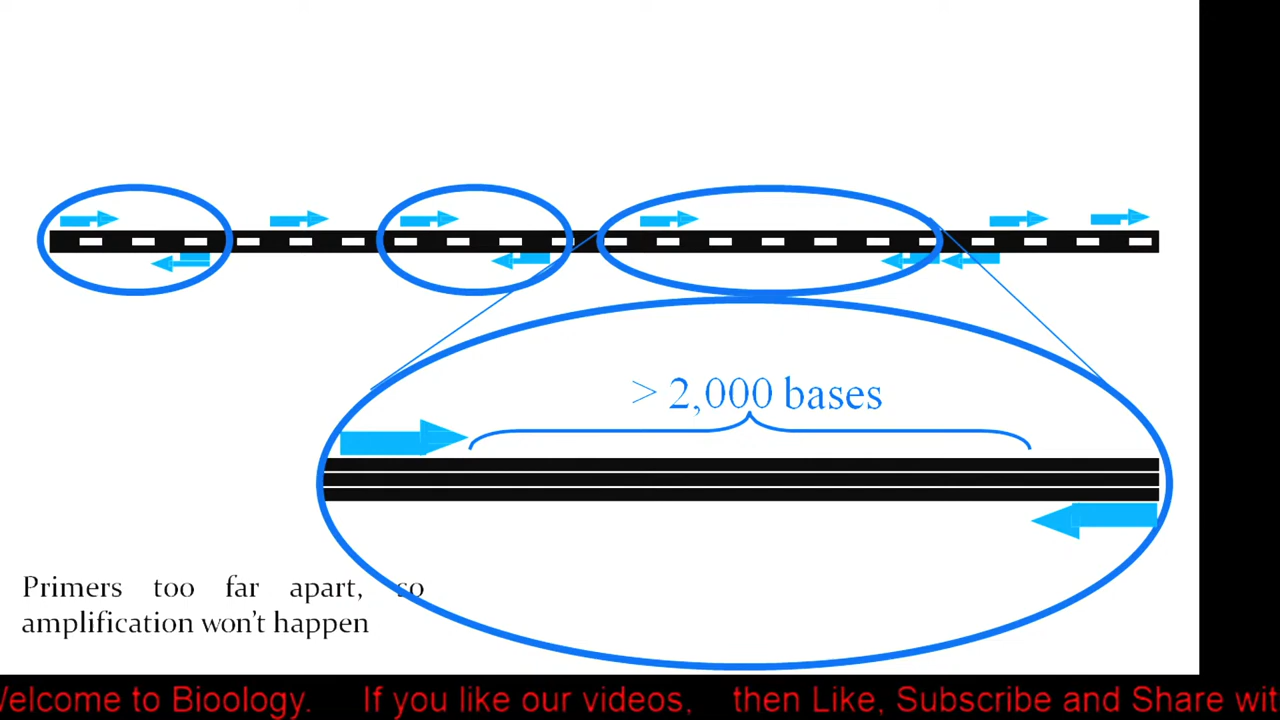 > 2,000 bases
Primers too far apart, so
amplification won't happen
Welcome to Bioology. If you like our videos, then Like, Subscribe and Share wit